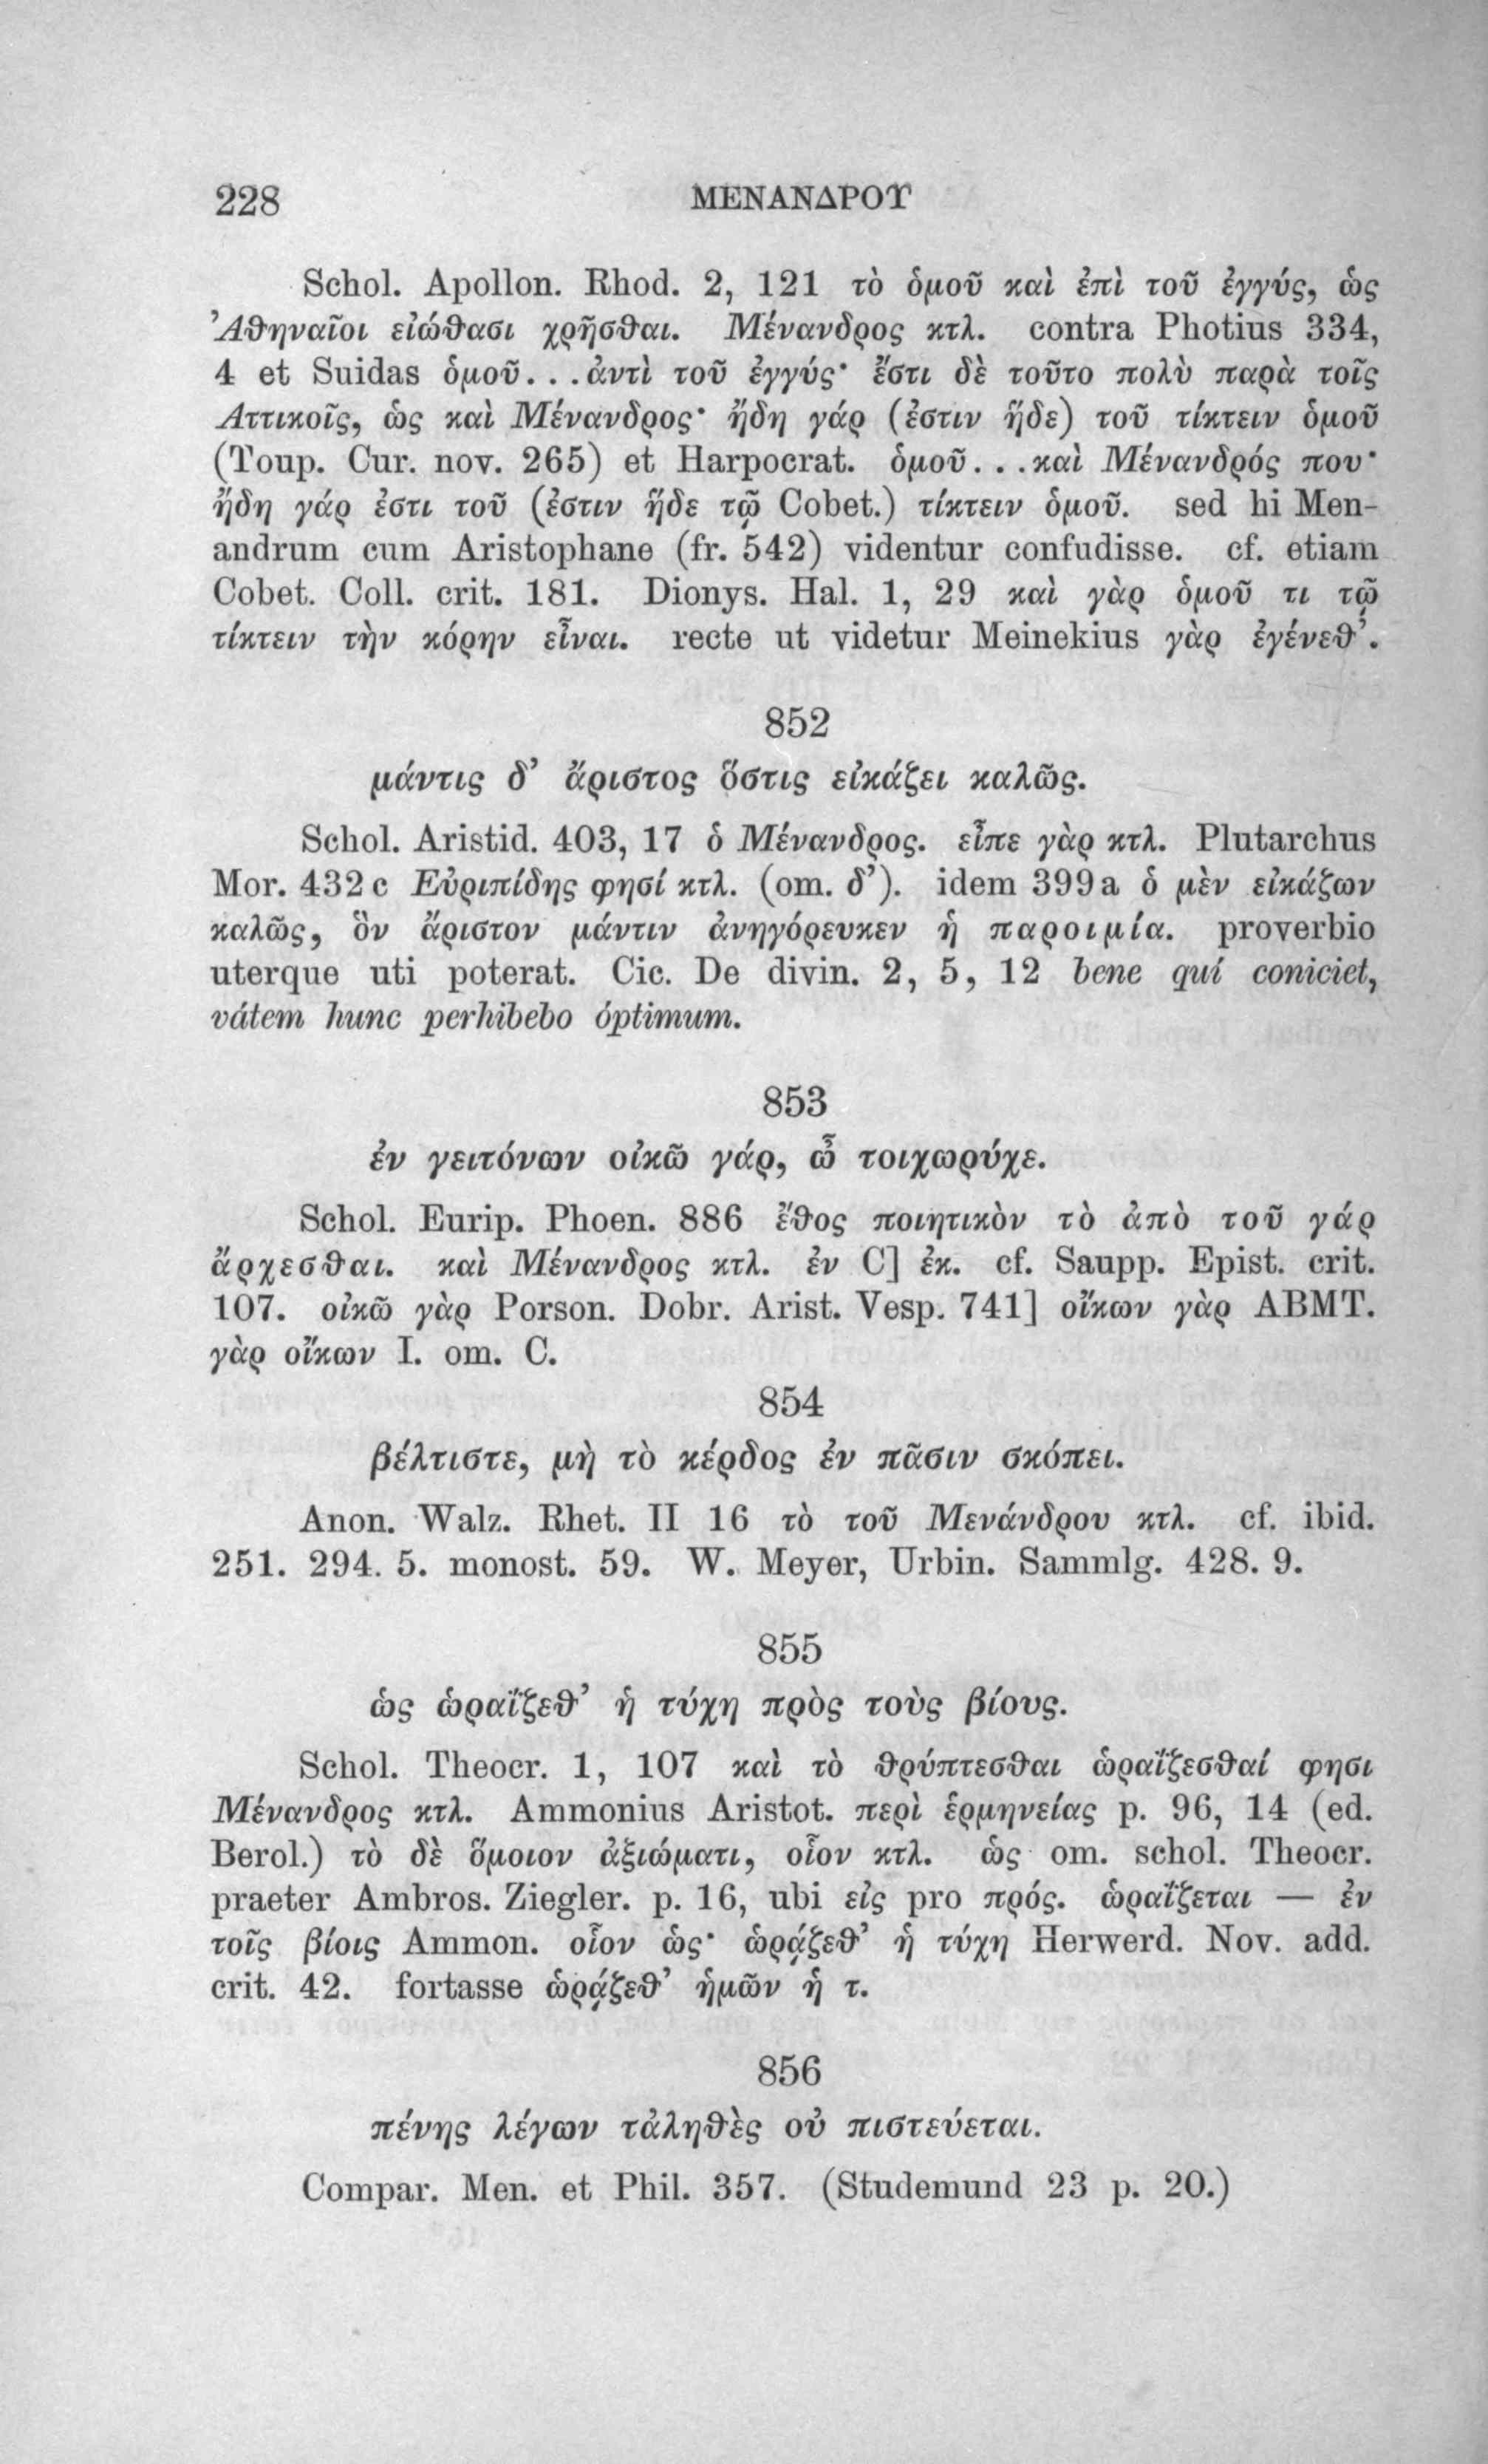 228 ΜΕΝΑΝΔΡΟΥ
Schol. Apollon. Rhod. 2, 121 τὸ ὁμοῦ καὶ ἐπὶ τοῦ ἐγγύς, ὡς
Ἀθηναῖοι εἰώθασι χρῆσθαι. Μένανδρος κτλ. contra Photius 334,
4 et Suidas ὁμοῦ...ἀντὶ τοῦ ἐγγύς· ἔστι δὲ τοῦτο πολὺ παρὰ τοῖς
Ἀττικοῖς, ὡς καὶ Μένανδρος· ἤδη γάρ (ἐστιν ἥδε) τοῦ τίκτειν ὁμοῦ
(Toup. Cur. nov. 265) et Harpocrat. ὁμοῦ...καὶ Μένανδρός που·
ἤδη γάρ ἐστι τοῦ (ἐστιν ἥδε τῷ Cobet.) τίκτειν ὁμοῦ. sed hi Men-
andrum cum Aristophane (fr. 542) videntur confudisse. cf. etiam
Cobet. Coll. crit. 181. Dionys. Hal. 1, 29 καὶ γὰρ ὁμοῦ τι τῷ
τίκτειν τὴν κόρην εἶναι. recte ut videtur Meinekius γὰρ ἐγένεθ’.
852
μάντις δ’ ἄριστος ὅστις εἰκάζει καλῶς.
Schol. Aristid. 403, 17 ὁ Μένανδρος. εἶπε γὰρ κτλ. Plutarchus
Mor. 432 c Εὐριπίδης φησί κτλ. (om. δ’). idem 399 a ὁ μὲν εἰκάζων
καλῶς, ὃν ἄριστον μάντιν ἀνηγόρευκεν ἡ παροιμία. proverbio
uterque uti poterat. Cic. De divin. 2, 5, 12 bene quí coniciet,
vátem hunc perhibebo óptimum.
853
ἐν γειτόνων οἰκῶ γάρ, ὦ τοιχωρύχε.
Schol. Eurip. Phoen. 886 ἔθος ποιητικὸν τὸ ἀπὸ τοῦ γάρ
ἄρχεσθαι. καὶ Μένανδρος κτλ. ἐν C] ἐκ. cf. Saupp. Epist. crit.
107. οἰκῶ γὰρ Porson. Dobr. Arist. Vesp. 741] οἴκων γὰρ ABMT.
γὰρ οἴκων I. om. C.
854
βέλτιστε, μὴ τὸ κέρδος ἐν πᾶσιν σκόπει.
Anon. Walz. Rhet. II 16 τὸ τοῦ Μενάνδρου κτλ. cf. ibid.
251. 294. 5. monost. 59. W. Meyer, Urbin. Sammlg. 428. 9.
855
ὡς ὡραΐζεθ’ ἡ τύχη πρὸς τοὺς βίους.
Schol. Theocr. 1, 107 καὶ τὸ θρύπτεσθαι ὡραΐζεσθαί φησι
Μένανδρος κτλ. Ammonius Aristot. περὶ ἑρμηνείας p. 96, 14 (ed.
Berol.) τὸ δὲ ὅμοιον ἀξιώματι, οἷον κτλ. ὡς om. schol. Theocr.
praeter Ambros. Ziegler. p. 16, ubi εἰς pro πρός. ὡραΐζεται — ἐν
τοῖς βίοις Ammon. οἷον ὡς· ὡρᾴζεθ’ ἡ τύχη Herwerd. Nov. add.
crit. 42. fortasse ὡρᾴζεθ’ ἡμῶν ἡ τ.
856
πένης λέγων τἀληθὲς οὐ πιστεύεται.
Compar. Men. et Phil. 357. (Studemund 23 p. 20.)